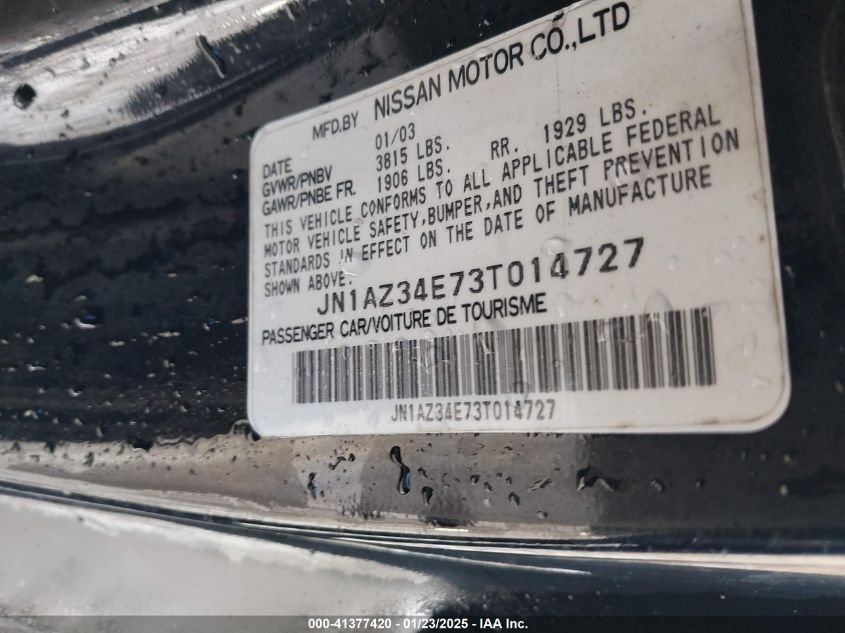 MFD.BY NISSAN MOTOR CO.,LTD
DATE 01/03
GVWR/PNBV 3815 LBS.
GAWR/PNBE FR. 1906 LBS. RR. 1929 LBS.
THIS VEHICLE CONFORMS TO ALL APPLICABLE FEDERAL
MOTOR VEHICLE SAFETY,BUMPER,AND THEFT PREVENTION
STANDARDS IN EFFECT ON THE DATE OF MANUFACTURE
SHOWN ABOVE.
JN1AZ34E73T014727
PASSENGER CAR/VOITURE DE TOURISME
JN1AZ34E73T014727
000-41377420 — 01/23/2025 — IAA Inc.